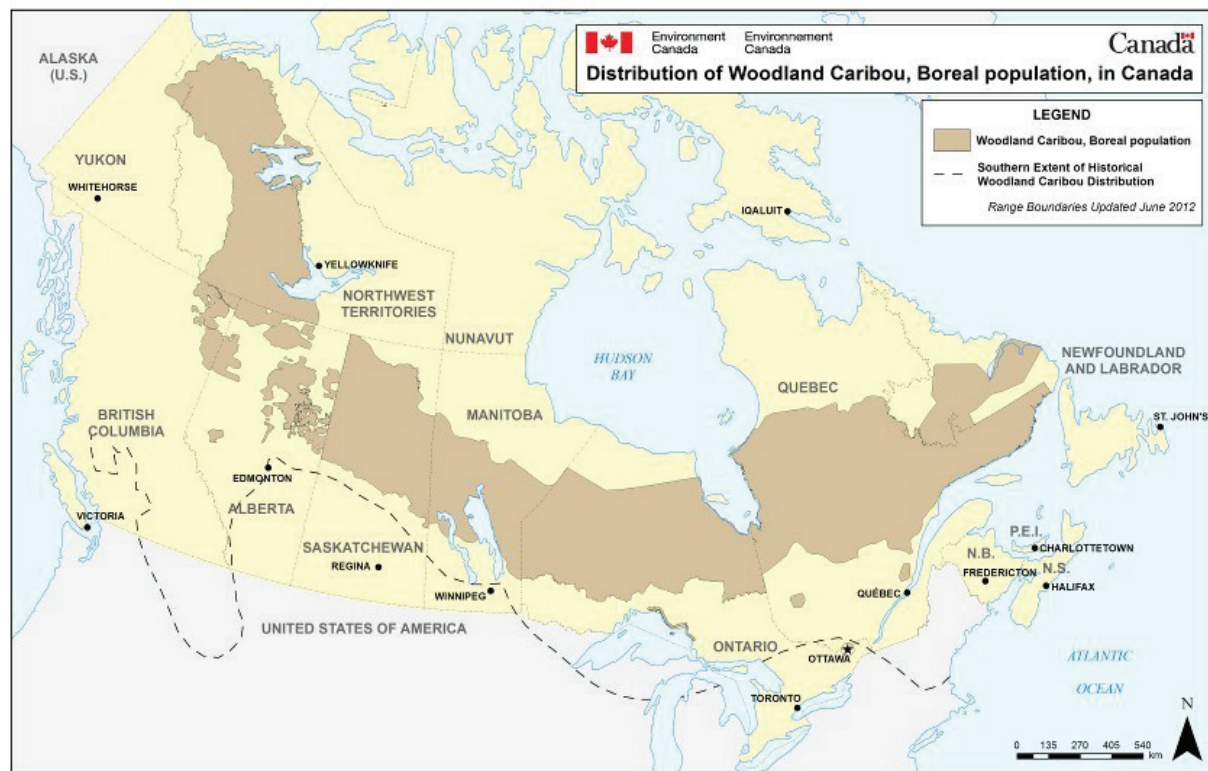 Environment
Canada
Environnement
Canada
Canada
Distribution of Woodland Caribou, Boreal population, in Canada
LEGEND
Woodland Caribou, Boreal population
Southern Extent of Historical
Woodland Caribou Distribution
Range Boundaries Updated June 2012
ALASKA
(U.S.)
YUKON
WHITEHORSE
IQALUIT
YELLOWKNIFE
NORTHWEST
TERRITORIES
NUNAVUT
HUDSON
BAY
QUEBEC
NEWFOUNDLAND
AND LABRADOR
ST. JOHN'S
BRITISH
COLUMBIA
MANITOBA
EDMONTON
ALBERTA
VICTORIA
SASKATCHEWAN
REGINA
WINNIPEG
P.E.I.
CHARLOTTETOWN
N.B.
FREDERICTON
N.S.
HALIFAX
QUÉBEC
UNITED STATES OF AMERICA
ONTARIO
OTTAWA
TORONTO
ATLANTIC
OCEAN
N
0 135 270 405 540
km